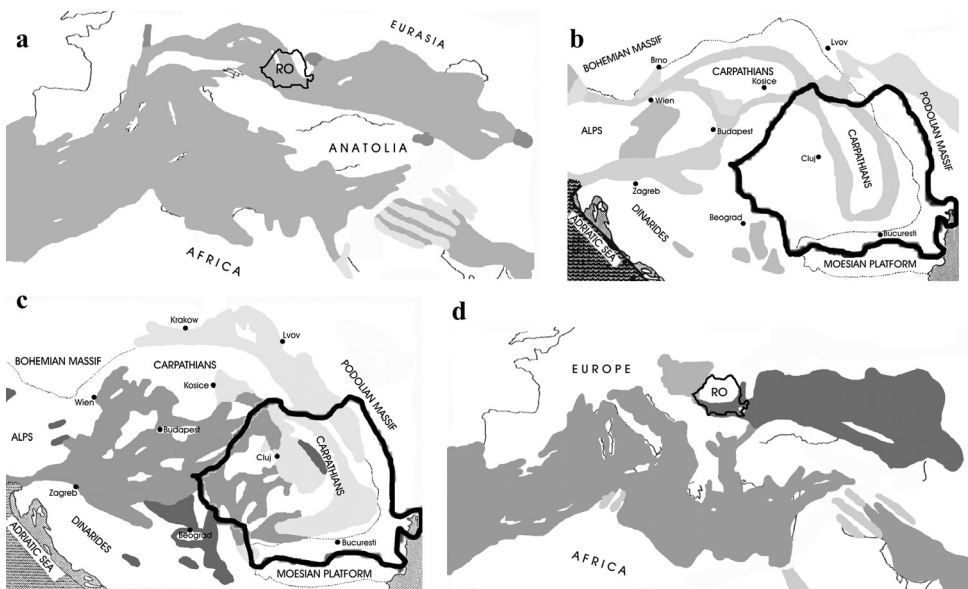 a
EURASIA
RO
ANATOLIA
AFRICA
b
BOHEMIAN MASSIF
Lvov
Brno
CARPATHIANS
Kosice
Wien
PODOLIAN MASSIF
ALPS
Budapest
CARPATHIANS
Cluj
Zagreb
DINARIDES
Beograd
ADRIATIC SEA
Bucuresti
MOESIAN PLATFORM
c
Krakow
Lvov
BOHEMIAN MASSIF
CARPATHIANS
Kosice
PODOLIAN MASSIF
Wien
ALPS
Budapest
Cluj
CARPATHIANS
Zagreb
DINARIDES
Beograd
ADRIATIC SEA
Bucuresti
MOESIAN PLATFORM
d
EUROPE
RO
AFRICA